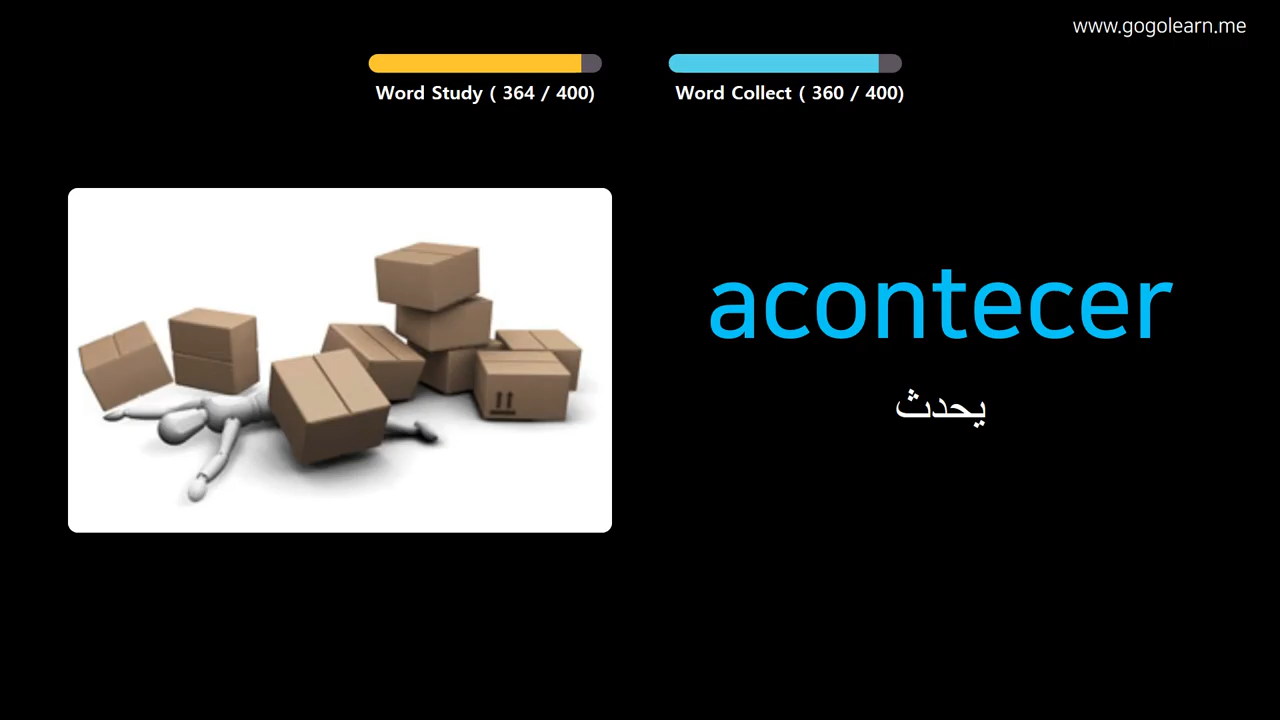 www.gogolearn.me
Word Study ( 364 / 400)
Word Collect ( 360 / 400)
acontecer
يحدث